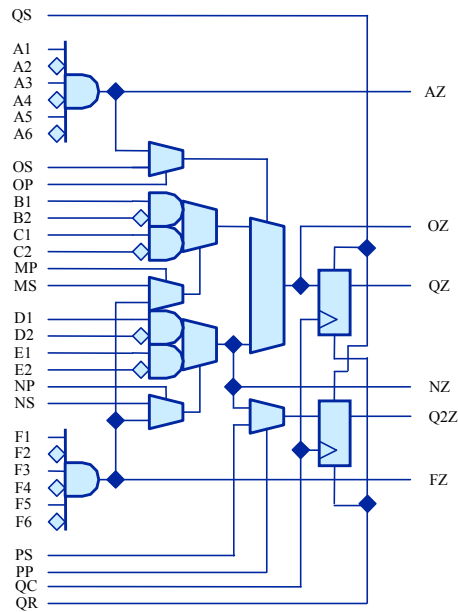 QS
A1
A2
A3
A4
A5
A6
AZ
OS
OP
B1
B2
C1
C2
OZ
MP
MS
QZ
D1
D2
E1
E2
NP
NZ
NS
Q2Z
F1
F2
F3
F4
F5
F6
FZ
PS
PP
QC
QR